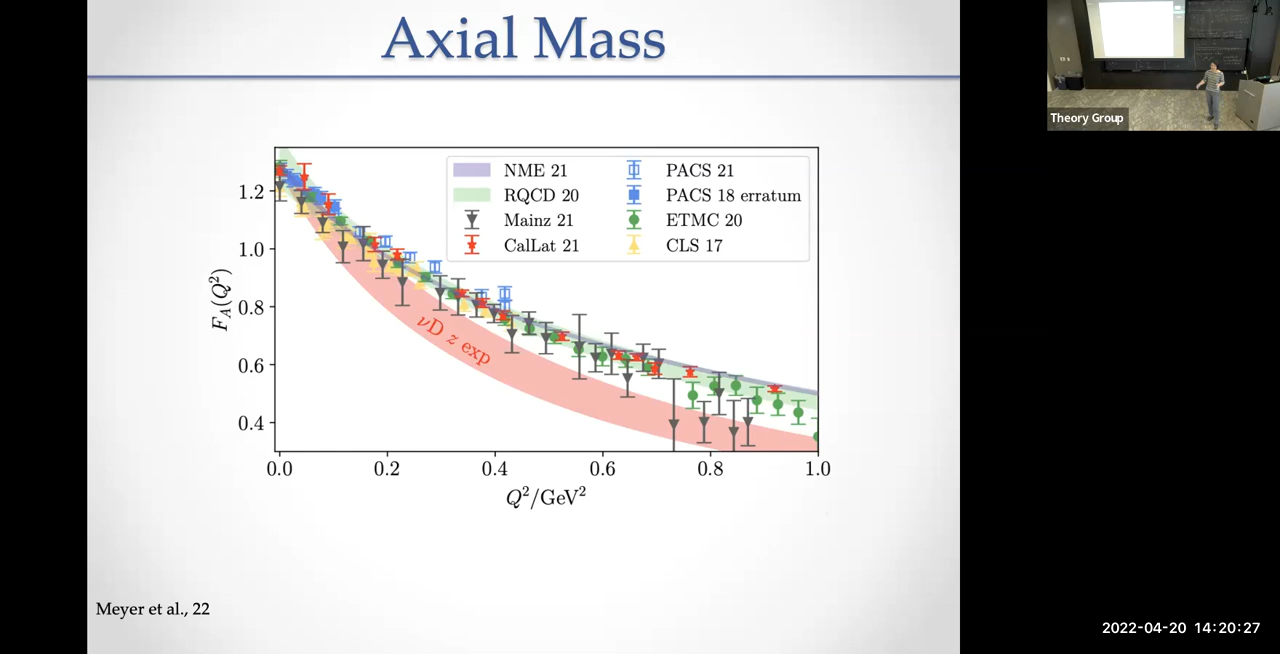 Axial Mass
NME 21
RQCD 20
Mainz 21
CalLat 21
PACS 21
PACS 18 erratum
ETMC 20
CLS 17
1.2
1.0
0.8
0.6
0.4
F_A(Q²)
νD z exp
0.0 0.2 0.4 0.6 0.8 1.0
Q²/GeV²
Meyer et al., 22
Theory Group
2022-04-20 14:20:27